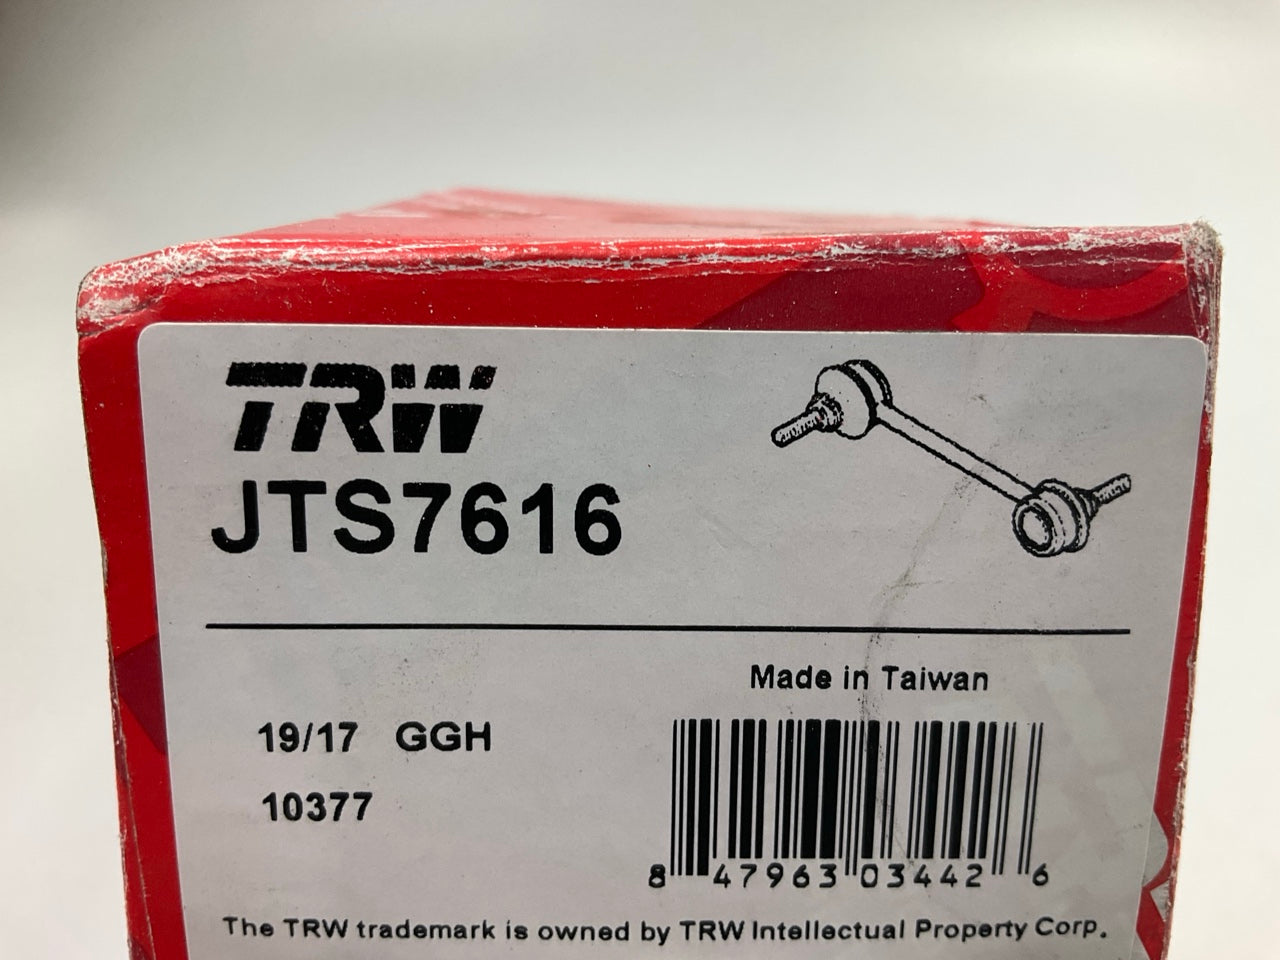 TRW
JTS7616
Made in Taiwan
19/17 GGH
10377
8 47963 03442 6
The TRW trademark is owned by TRW Intellectual Property Corp.